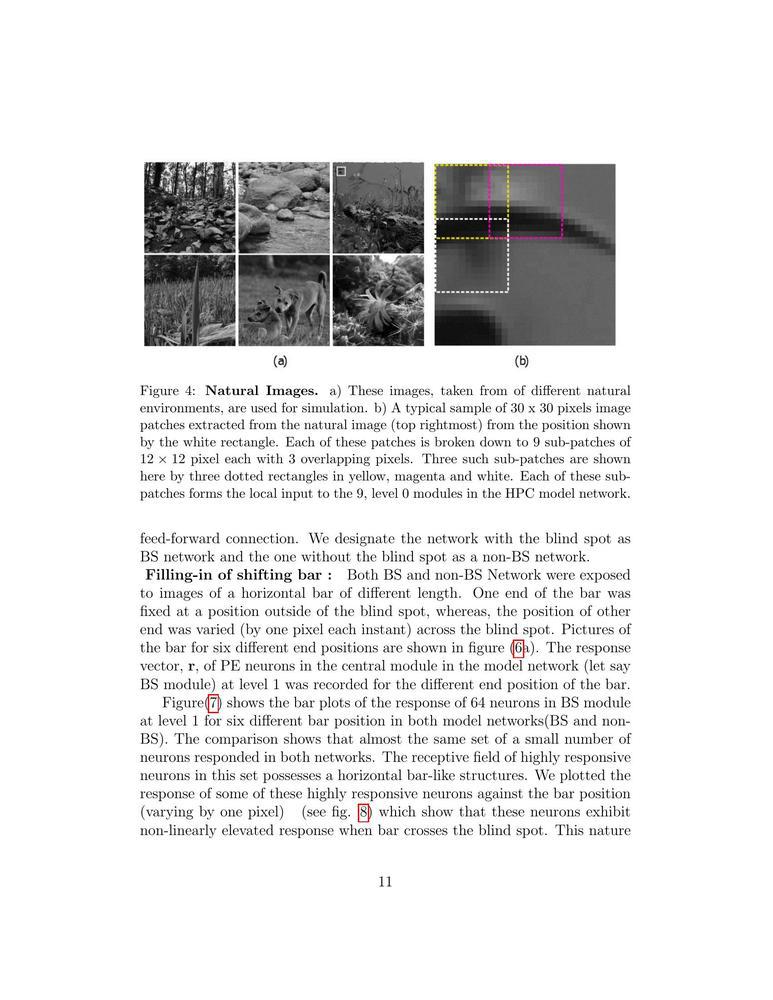 (a)
(b)
Figure 4: Natural Images. a) These images, taken from of different natural
environments, are used for simulation. b) A typical sample of 30 x 30 pixels image
patches extracted from the natural image (top rightmost) from the position shown
by the white rectangle. Each of these patches is broken down to 9 sub-patches of
12 × 12 pixel each with 3 overlapping pixels. Three such sub-patches are shown
here by three dotted rectangles in yellow, magenta and white. Each of these sub-
patches forms the local input to the 9, level 0 modules in the HPC model network.
feed-forward connection. We designate the network with the blind spot as
BS network and the one without the blind spot as a non-BS network.
Filling-in of shifting bar : Both BS and non-BS Network were exposed
to images of a horizontal bar of different length. One end of the bar was
fixed at a position outside of the blind spot, whereas, the position of other
end was varied (by one pixel each instant) across the blind spot. Pictures of
the bar for six different end positions are shown in figure (6a). The response
vector, r, of PE neurons in the central module in the model network (let say
BS module) at level 1 was recorded for the different end position of the bar.
Figure(7) shows the bar plots of the response of 64 neurons in BS module
at level 1 for six different bar position in both model networks(BS and non-
BS). The comparison shows that almost the same set of a small number of
neurons responded in both networks. The receptive field of highly responsive
neurons in this set possesses a horizontal bar-like structures. We plotted the
response of some of these highly responsive neurons against the bar position
(varying by one pixel) (see fig. 8) which show that these neurons exhibit
non-linearly elevated response when bar crosses the blind spot. This nature
11